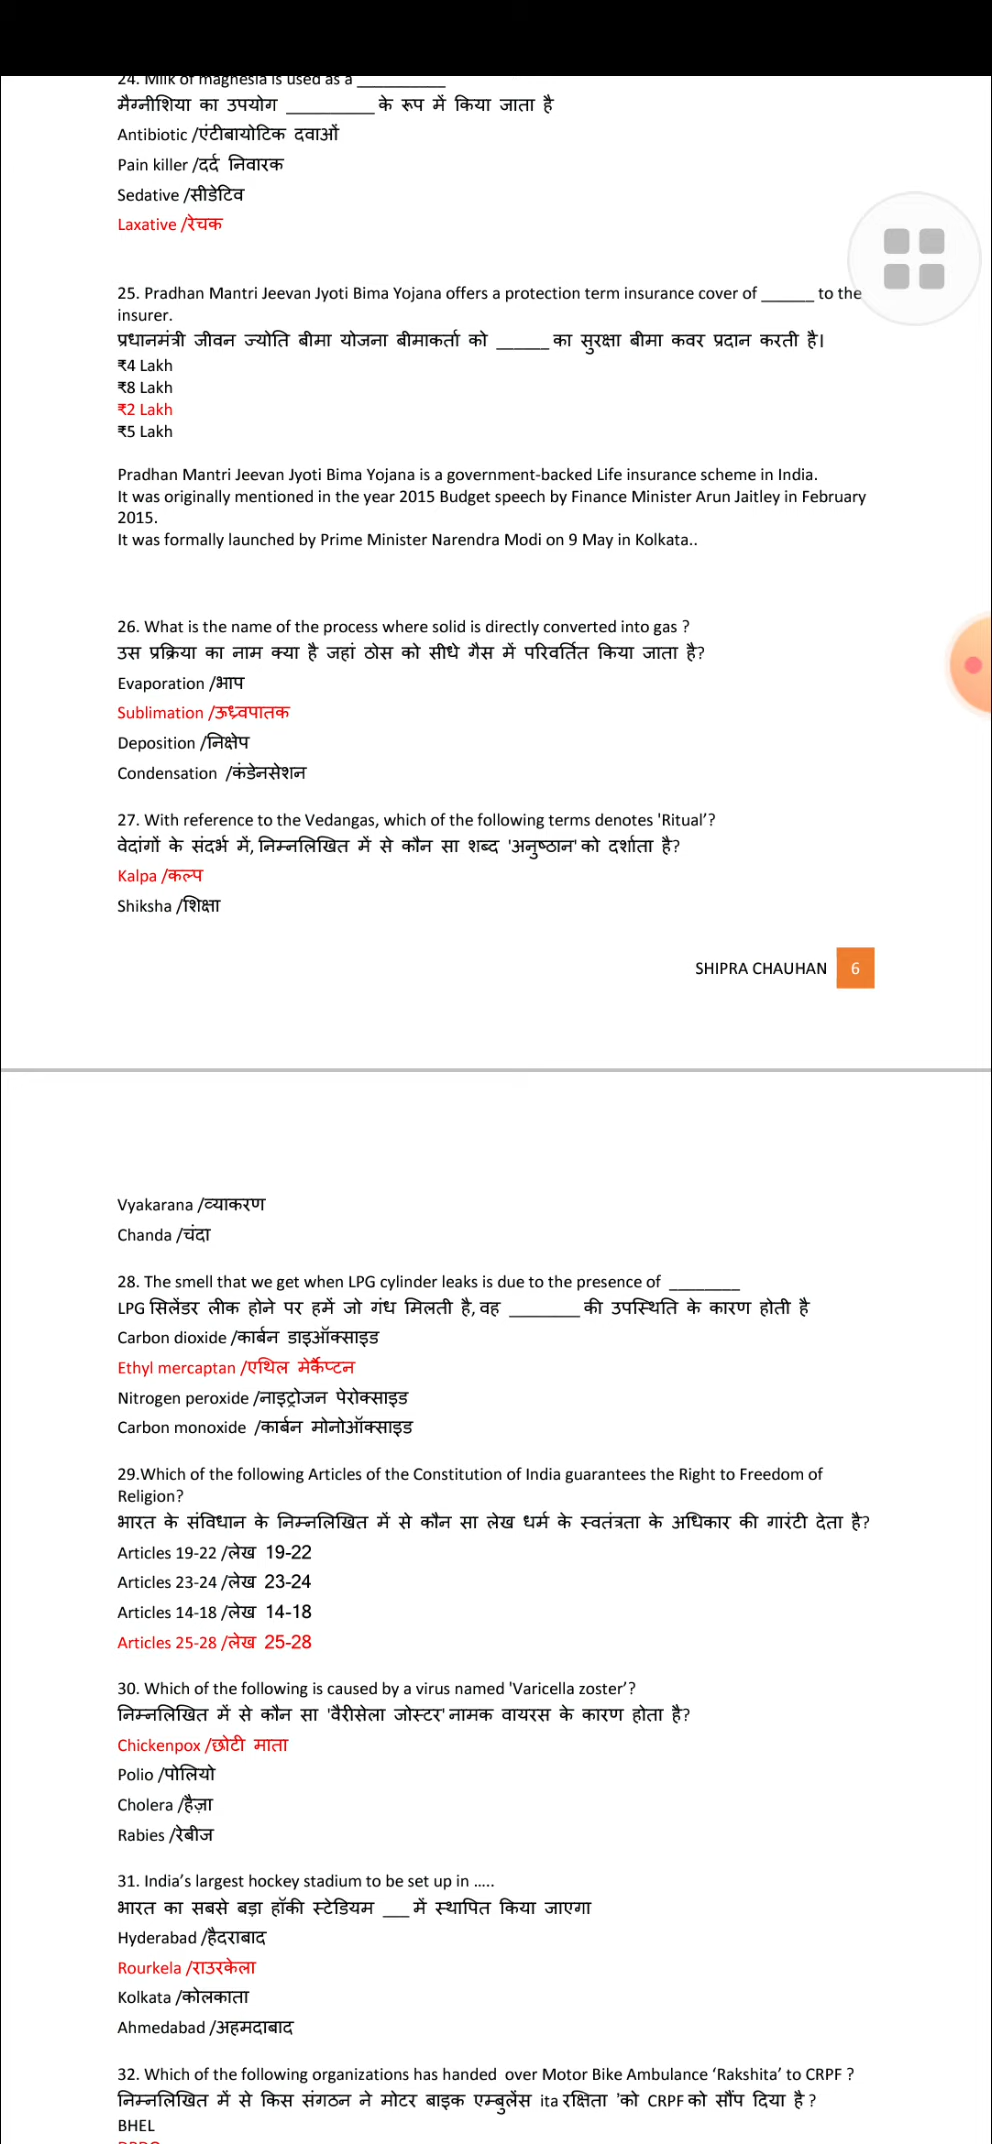 24. Milk of magnesia is used as a __________
मैग्नीशिया का उपयोग __________ के रूप में किया जाता है
Antibiotic /एंटीबायोटिक दवाओं
Pain killer /दर्द निवारक
Sedative /सीडेटिव
Laxative /रेचक
25. Pradhan Mantri Jeevan Jyoti Bima Yojana offers a protection term insurance cover of ______ to the
insurer.
प्रधानमंत्री जीवन ज्योति बीमा योजना बीमाकर्ता को ______ का सुरक्षा बीमा कवर प्रदान करती है।
₹4 Lakh
₹8 Lakh
₹2 Lakh
₹5 Lakh
Pradhan Mantri Jeevan Jyoti Bima Yojana is a government-backed Life insurance scheme in India.
It was originally mentioned in the year 2015 Budget speech by Finance Minister Arun Jaitley in February
2015.
It was formally launched by Prime Minister Narendra Modi on 9 May in Kolkata..
26. What is the name of the process where solid is directly converted into gas ?
उस प्रक्रिया का नाम क्या है जहां ठोस को सीधे गैस में परिवर्तित किया जाता है?
Evaporation /भाप
Sublimation /ऊध्र्वपातक
Deposition /निक्षेप
Condensation /कंडेनसेशन
27. With reference to the Vedangas, which of the following terms denotes 'Ritual’?
वेदांगों के संदर्भ में, निम्नलिखित में से कौन सा शब्द 'अनुष्ठान' को दर्शाता है?
Kalpa /कल्प
Shiksha /शिक्षा
SHIPRA CHAUHAN 6
Vyakarana /व्याकरण
Chanda /चंदा
28. The smell that we get when LPG cylinder leaks is due to the presence of ________
LPG सिलेंडर लीक होने पर हमें जो गंध मिलती है, वह ________ की उपस्थिति के कारण होती है
Carbon dioxide /कार्बन डाइऑक्साइड
Ethyl mercaptan /एथिल मेर्कैप्टन
Nitrogen peroxide /नाइट्रोजन पेरोक्साइड
Carbon monoxide /कार्बन मोनोऑक्साइड
29.Which of the following Articles of the Constitution of India guarantees the Right to Freedom of
Religion?
भारत के संविधान के निम्नलिखित में से कौन सा लेख धर्म के स्वतंत्रता के अधिकार की गारंटी देता है?
Articles 19-22 /लेख 19-22
Articles 23-24 /लेख 23-24
Articles 14-18 /लेख 14-18
Articles 25-28 /लेख 25-28
30. Which of the following is caused by a virus named 'Varicella zoster’?
निम्नलिखित में से कौन सा 'वैरीसेला जोस्टर' नामक वायरस के कारण होता है?
Chickenpox /छोटी माता
Polio /पोलियो
Cholera /हैज़ा
Rabies /रेबीज
31. India’s largest hockey stadium to be set up in .....
भारत का सबसे बड़ा हॉकी स्टेडियम ___ में स्थापित किया जाएगा
Hyderabad /हैदराबाद
Rourkela /राउरकेला
Kolkata /कोलकाता
Ahmedabad /अहमदाबाद
32. Which of the following organizations has handed over Motor Bike Ambulance ‘Rakshita’ to CRPF ?
निम्नलिखित में से किस संगठन ने मोटर बाइक एम्बुलेंस ita रक्षिता 'को CRPF को सौंप दिया है ?
BHEL